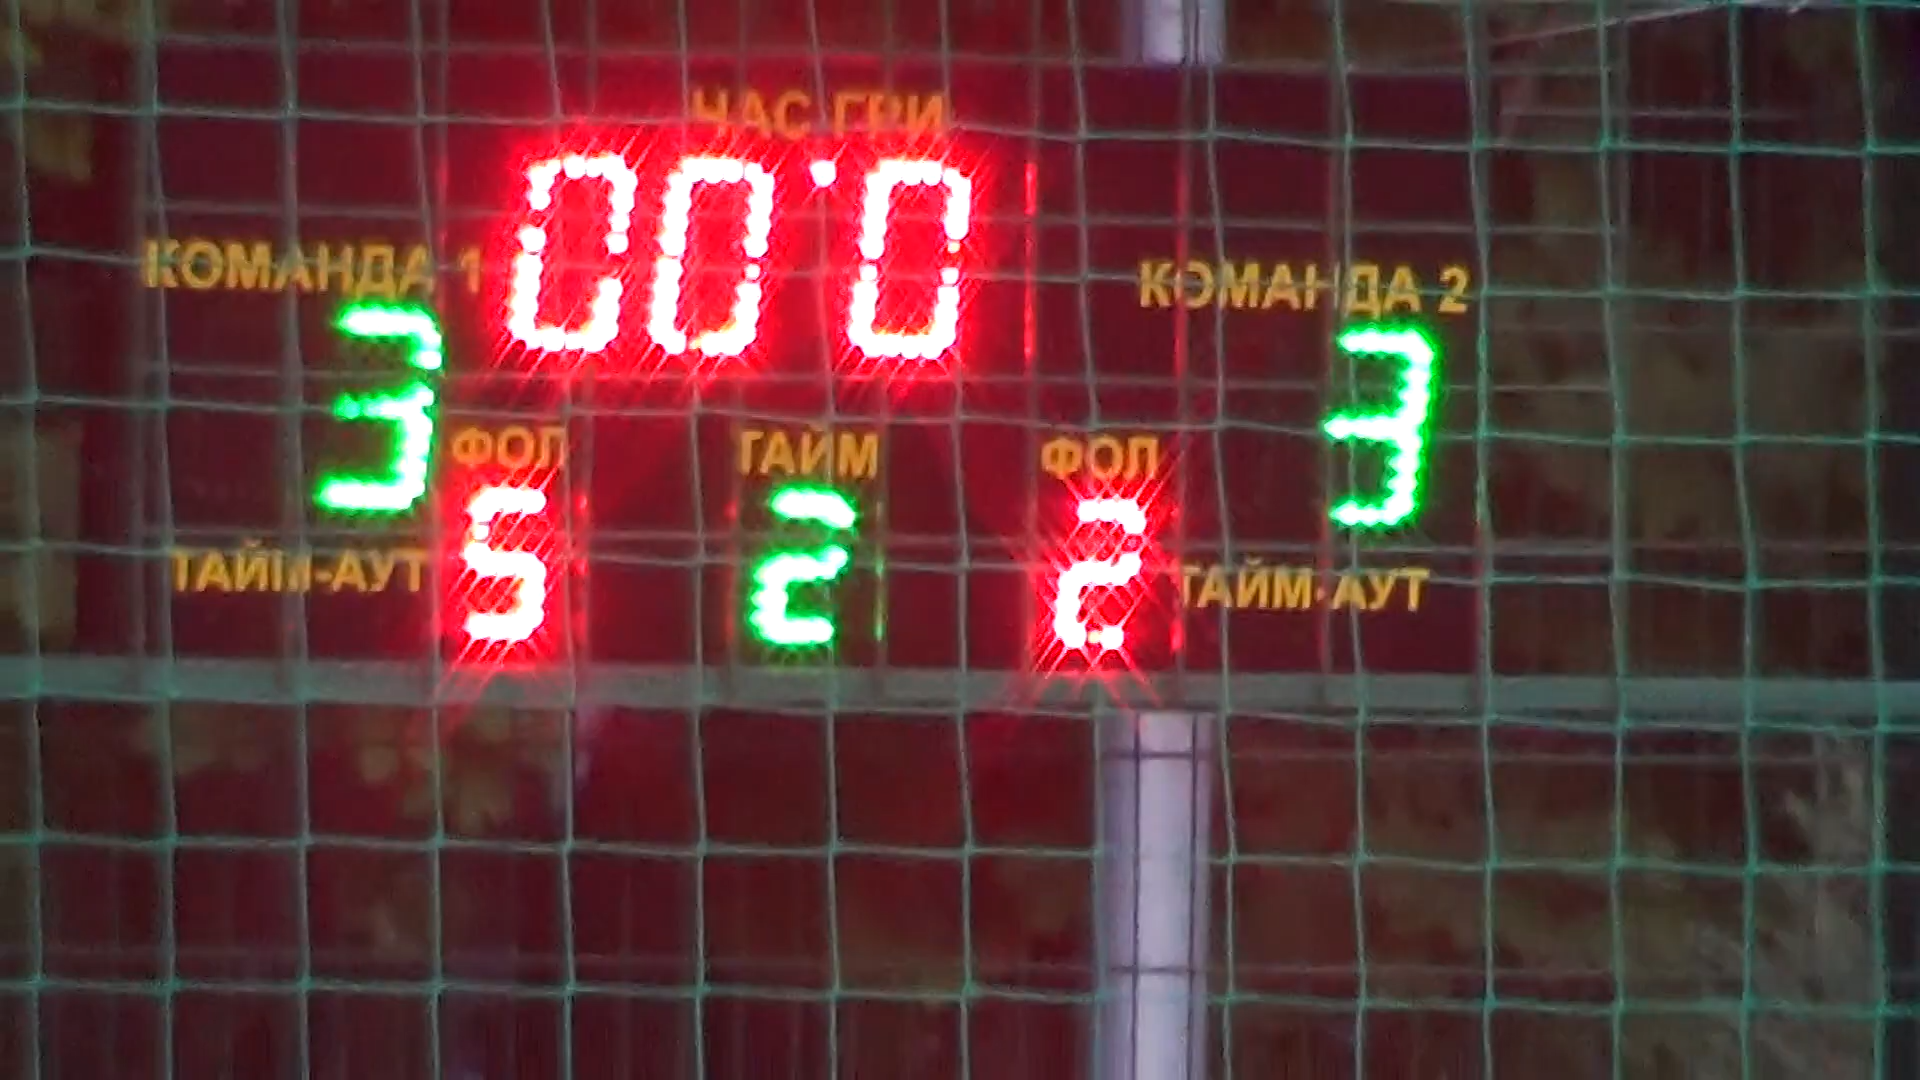 ЧАС ГРИ
00·0
КОМАНДА 1
КОМАНДА 2
3
3
ФОЛ
ТАЙМ
ФОЛ
5
2
2
ТАЙМ-АУТ
ТАЙМ-АУТ